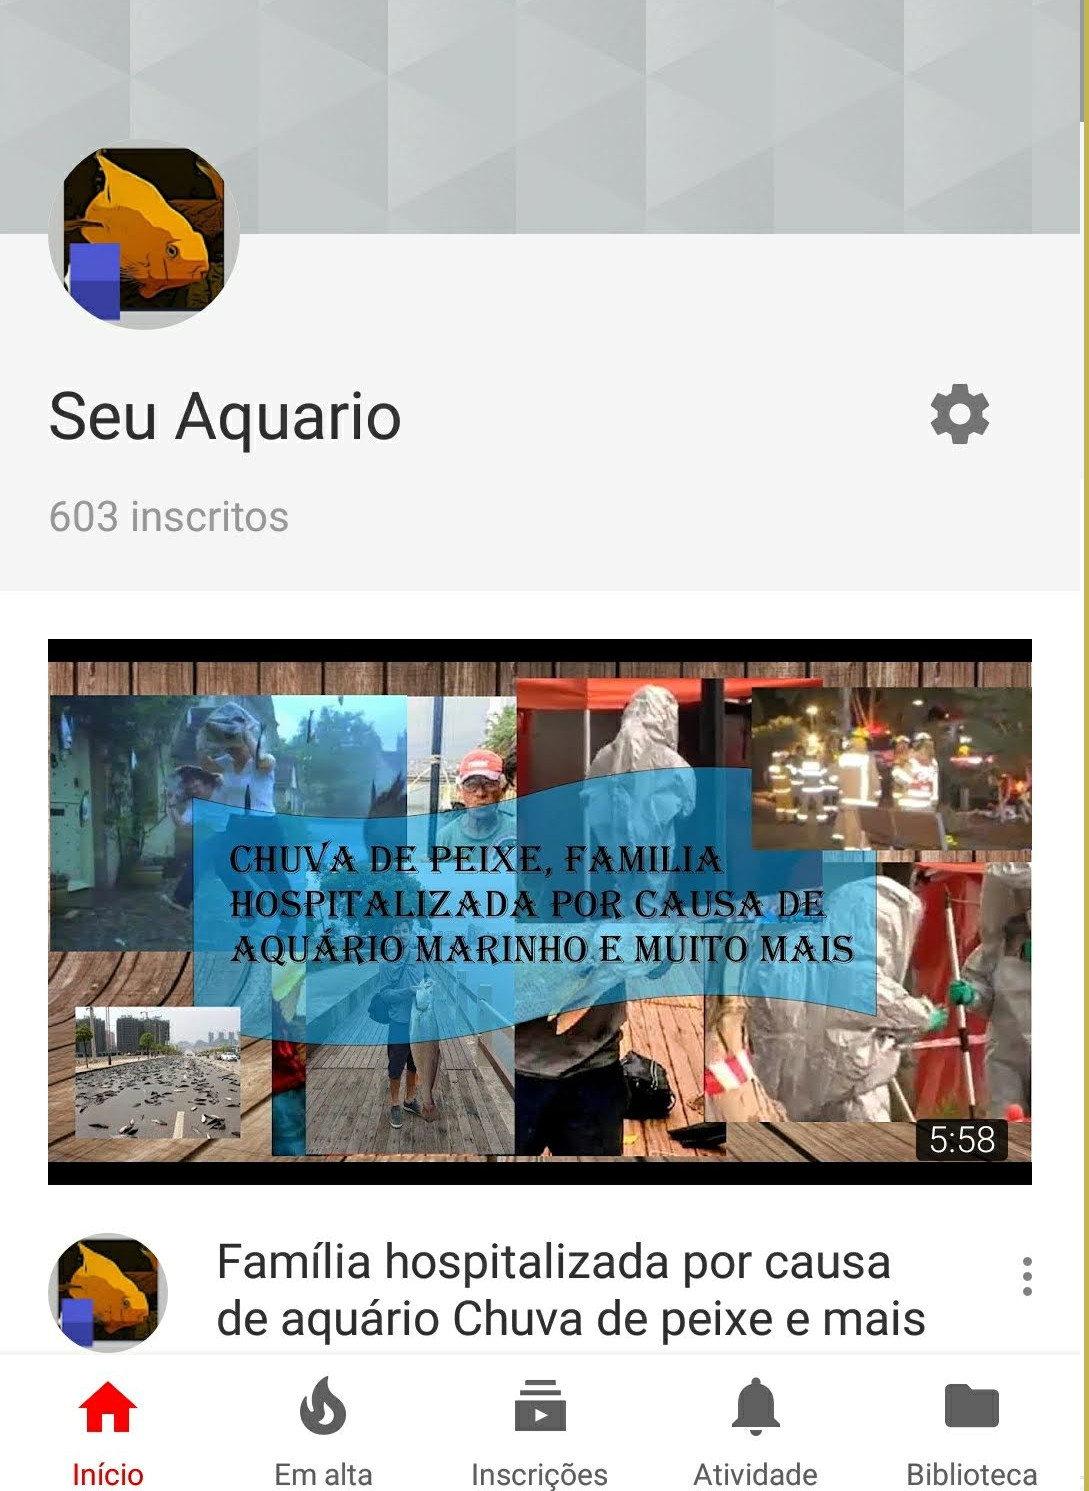 Seu Aquario
603 inscritos
CHUVA DE PEIXE, FAMILIA
HOSPITALIZADA POR CAUSA DE
AQUÁRIO MARINHO E MUITO MAIS
5:58
Família hospitalizada por causa
de aquário Chuva de peixe e mais
Início
Em alta
Inscrições
Atividade
Biblioteca